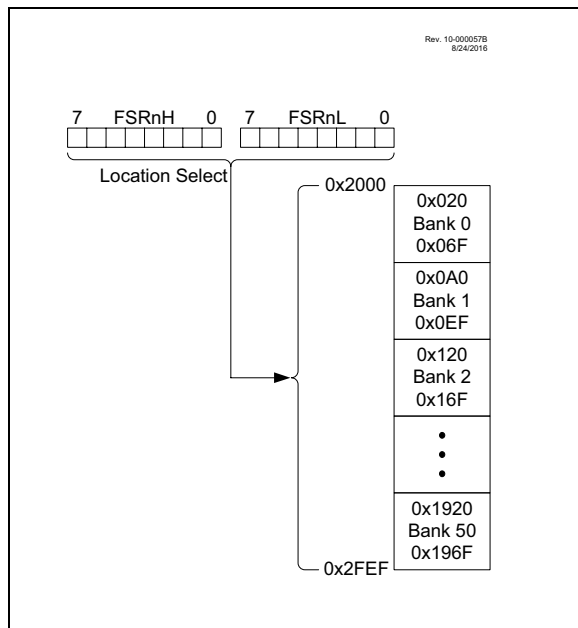 Rev. 10-000057B
8/24/2016
7 FSRnH 0 7 FSRnL 0
Location Select
0x2000
0x020
Bank 0
0x06F
0x0A0
Bank 1
0x0EF
0x120
Bank 2
0x16F
0x1920
Bank 50
0x196F
0x2FEF